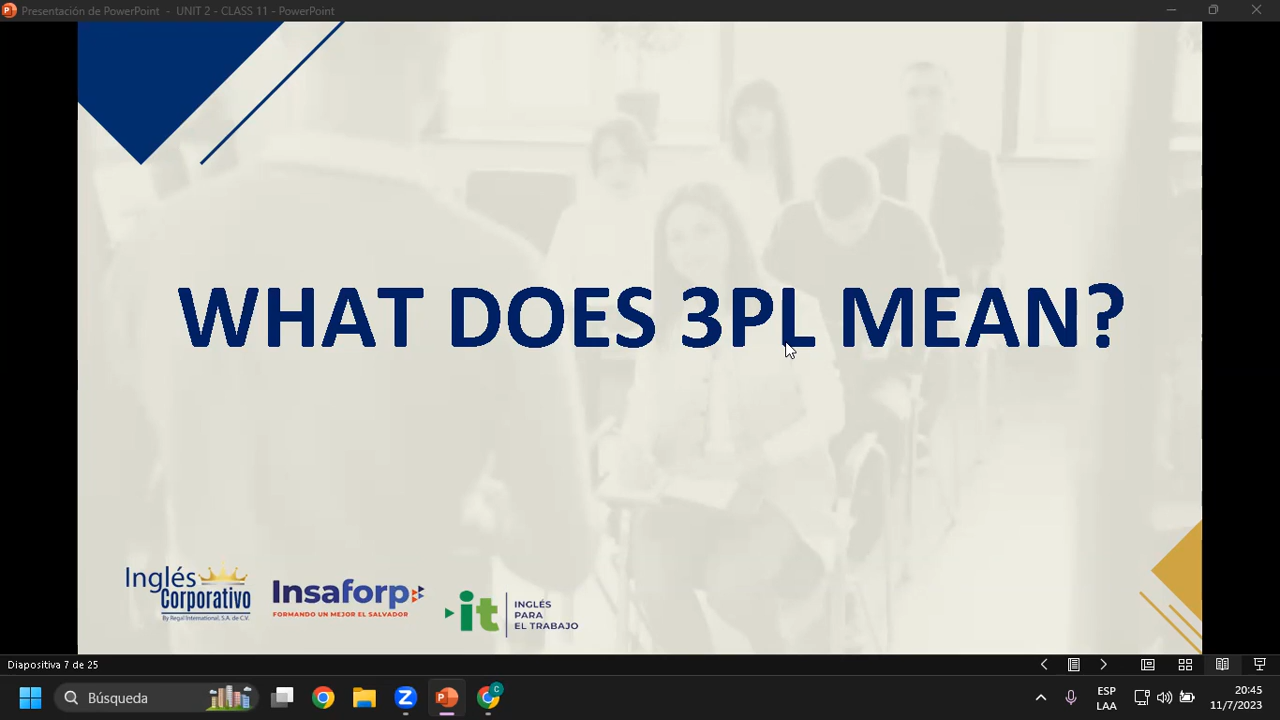 Presentación de PowerPoint - UNIT 2 - CLASS 11 - PowerPoint
WHAT DOES 3PL MEAN?
Inglés
Corporativo
By Regal International, S.A. de C.V.
Insaforp
FORMANDO UN MEJOR EL SALVADOR
it
INGLÉS
PARA
EL TRABAJO
Diapositiva 7 de 25
Búsqueda
ESP
LAA
20:45
11/7/2023